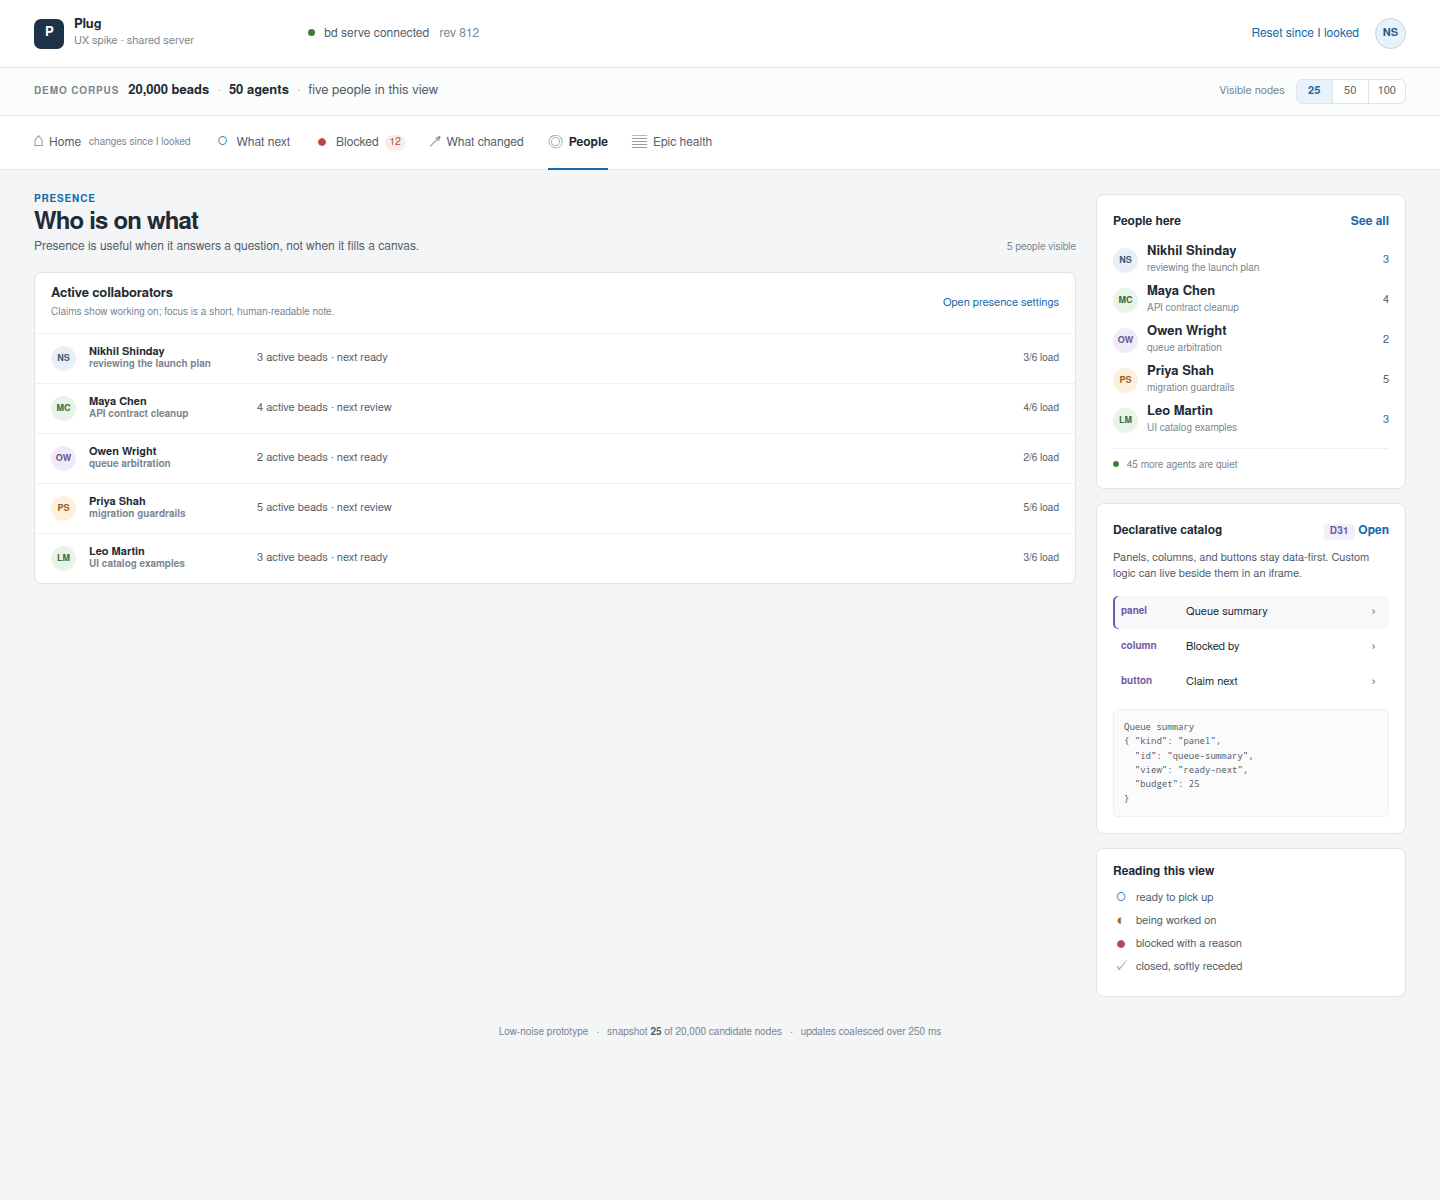 P
Plug
UX spike · shared server
bd serve connected rev 812
Reset since I looked
NS
DEMO CORPUS 20,000 beads · 50 agents · five people in this view
Visible nodes 25 50 100
Home changes since I looked
What next
Blocked 12
What changed
People
Epic health
PRESENCE
Who is on what
Presence is useful when it answers a question, not when it fills a canvas.
5 people visible
Active collaborators
Claims show working on; focus is a short, human-readable note.
Open presence settings
NS
Nikhil Shinday
reviewing the launch plan
3 active beads · next ready
3/6 load
MC
Maya Chen
API contract cleanup
4 active beads · next review
4/6 load
OW
Owen Wright
queue arbitration
2 active beads · next ready
2/6 load
PS
Priya Shah
migration guardrails
5 active beads · next review
5/6 load
LM
Leo Martin
UI catalog examples
3 active beads · next ready
3/6 load
People here
See all
NS
Nikhil Shinday
reviewing the launch plan
3
MC
Maya Chen
API contract cleanup
4
OW
Owen Wright
queue arbitration
2
PS
Priya Shah
migration guardrails
5
LM
Leo Martin
UI catalog examples
3
45 more agents are quiet
Declarative catalog
D31 Open
Panels, columns, and buttons stay data-first. Custom
logic can live beside them in an iframe.
panel Queue summary ›
column Blocked by ›
button Claim next ›
Queue summary
{ "kind": "panel",
"id": "queue-summary",
"view": "ready-next",
"budget": 25
}
Reading this view
ready to pick up
being worked on
blocked with a reason
closed, softly receded
Low-noise prototype · snapshot 25 of 20,000 candidate nodes · updates coalesced over 250 ms